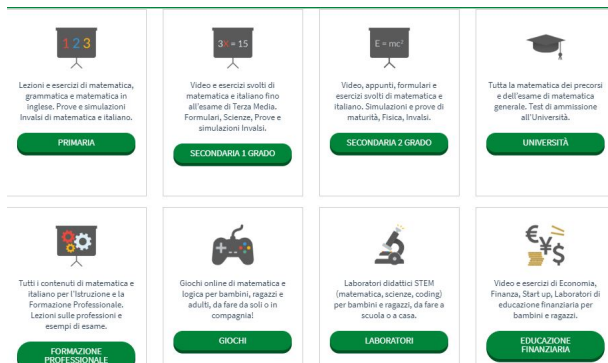 1 2 3
Lezioni e esercizi di matematica,
grammatica e matematica in
inglese. Prove e simulazioni
Invalsi di matematica e italiano.
PRIMARIA
3X = 15
Video e esercizi svolti di
matematica e italiano fino
all'esame di Terza Media.
Formulari, Scienze, Prove e
simulazioni Invalsi.
SECONDARIA 1 GRADO
E = mc²
Video, appunti, formulari e
esercizi svolti di matematica e
italiano. Simulazioni e prove di
maturità, Fisica, Invalsi.
SECONDARIA 2 GRADO
Tutta la matematica dei precorsi
e dell'esame di matematica
generale. Test di ammissione
all'Università.
UNIVERSITÀ
Tutti i contenuti di matematica e
italiano per l'Istruzione e la
Formazione Professionale.
Lezioni sulle professioni e
esempi di esame.
FORMAZIONE
PROFESSIONALE
Giochi online di matematica e
logica per bambini, ragazzi e
adulti, da fare da soli o in
compagnia!
GIOCHI
Laboratori didattici STEM
(matematica, scienze, coding)
per bambini e ragazzi, da fare a
scuola o a casa.
LABORATORI
€ ¥ $
Video e esercizi di Economia,
Finanza, Start up, Laboratori di
educazione finanziaria per
bambini e ragazzi.
EDUCAZIONE
FINANZIARIA